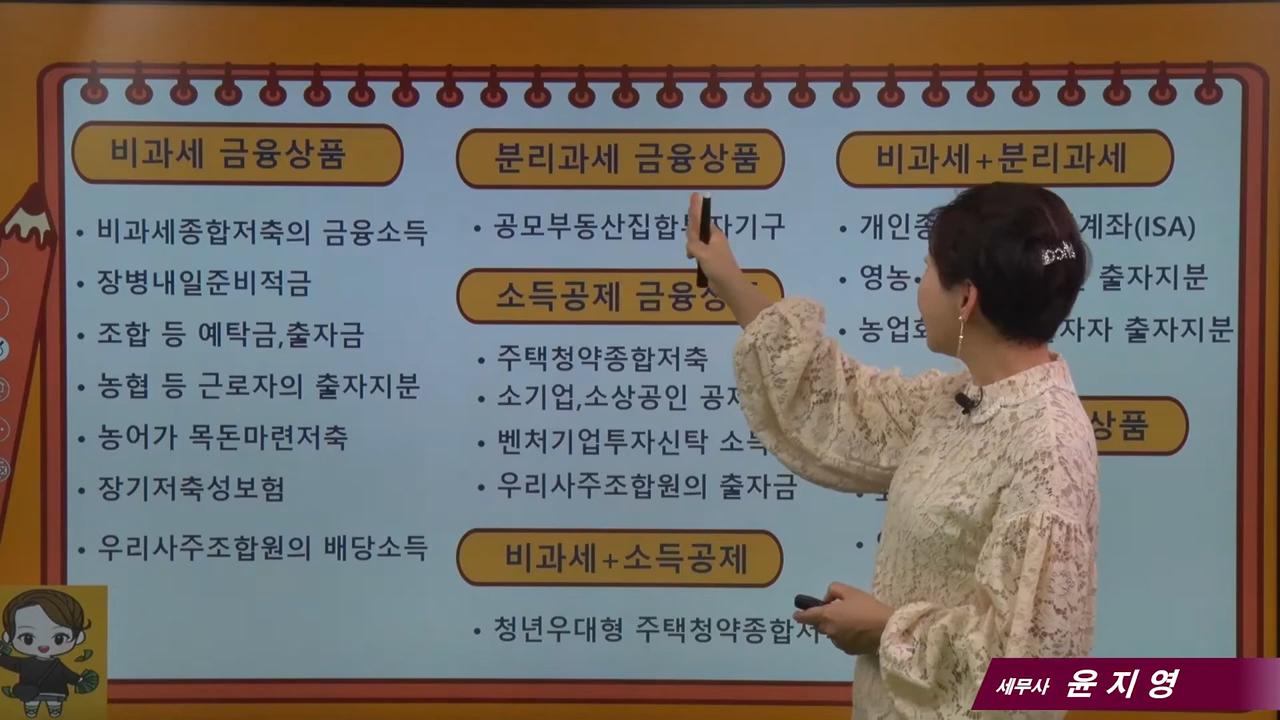 비과세 금융상품
• 비과세종합저축의 금융소득
• 장병내일준비적금
• 조합 등 예탁금,출자금
• 농협 등 근로자의 출자지분
• 농어가 목돈마련저축
• 장기저축성보험
• 우리사주조합원의 배당소득
분리과세 금융상품
• 공모부동산집합투자기구
소득공제 금융상
• 주택청약종합저축
• 소기업,소상공인 공제
• 벤처기업투자신탁 소득
• 우리사주조합원의 출자금
비과세+소득공제
• 청년우대형 주택청약종합저
비과세+분리과세
• 개인종 계좌(ISA)
• 영농 출자지분
• 농업회 자자 출자지분
상품
세무사 윤지영